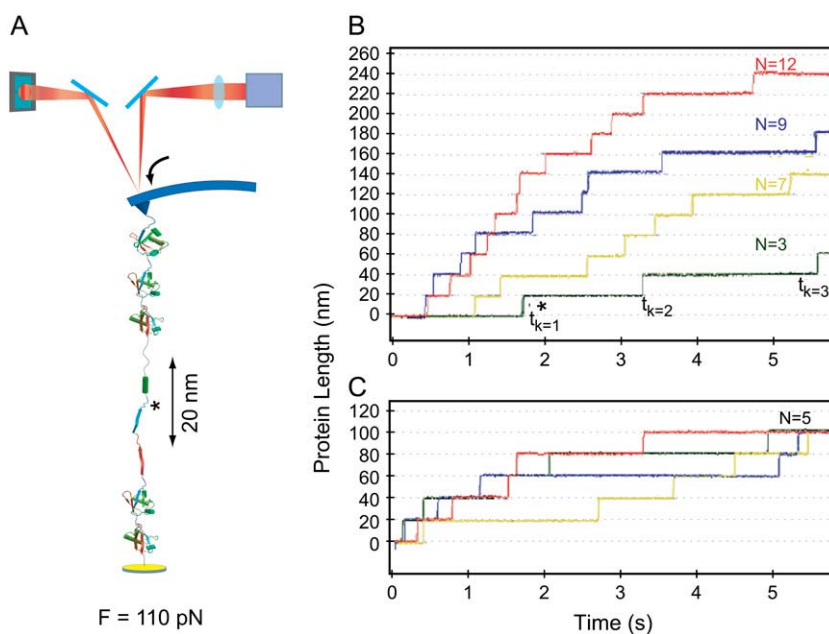 A
20 nm
*
F = 110 pN
B
Protein Length (nm)
260
240
220
200
180
160
140
120
100
80
60
40
20
0
N=12
N=9
N=7
N=3
*
t k=1
t k=2
t k=3
0 1 2 3 4 5
C
120
100
80
60
40
20
0
N=5
0 1 2 3 4 5
Time (s)